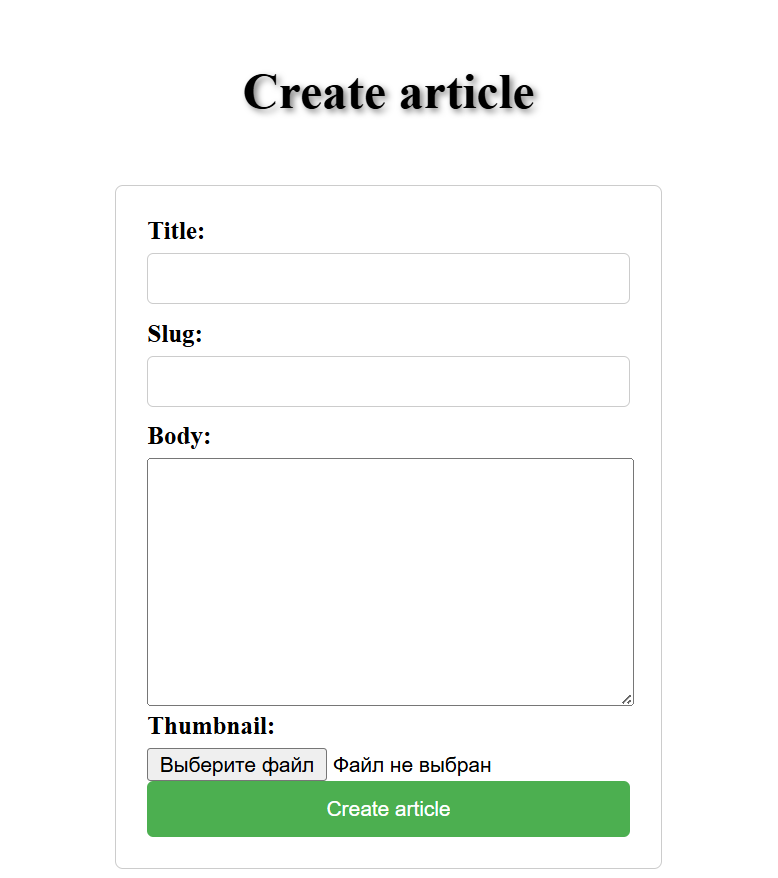 Create article
Title:
Slug:
Body:
Thumbnail:
Выберите файл Файл не выбран
Create article